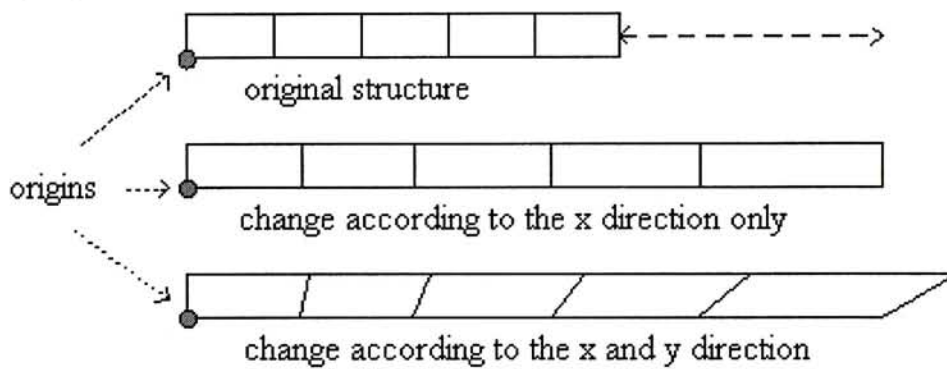 original structure
origins
change according to the x direction only
change according to the x and y direction